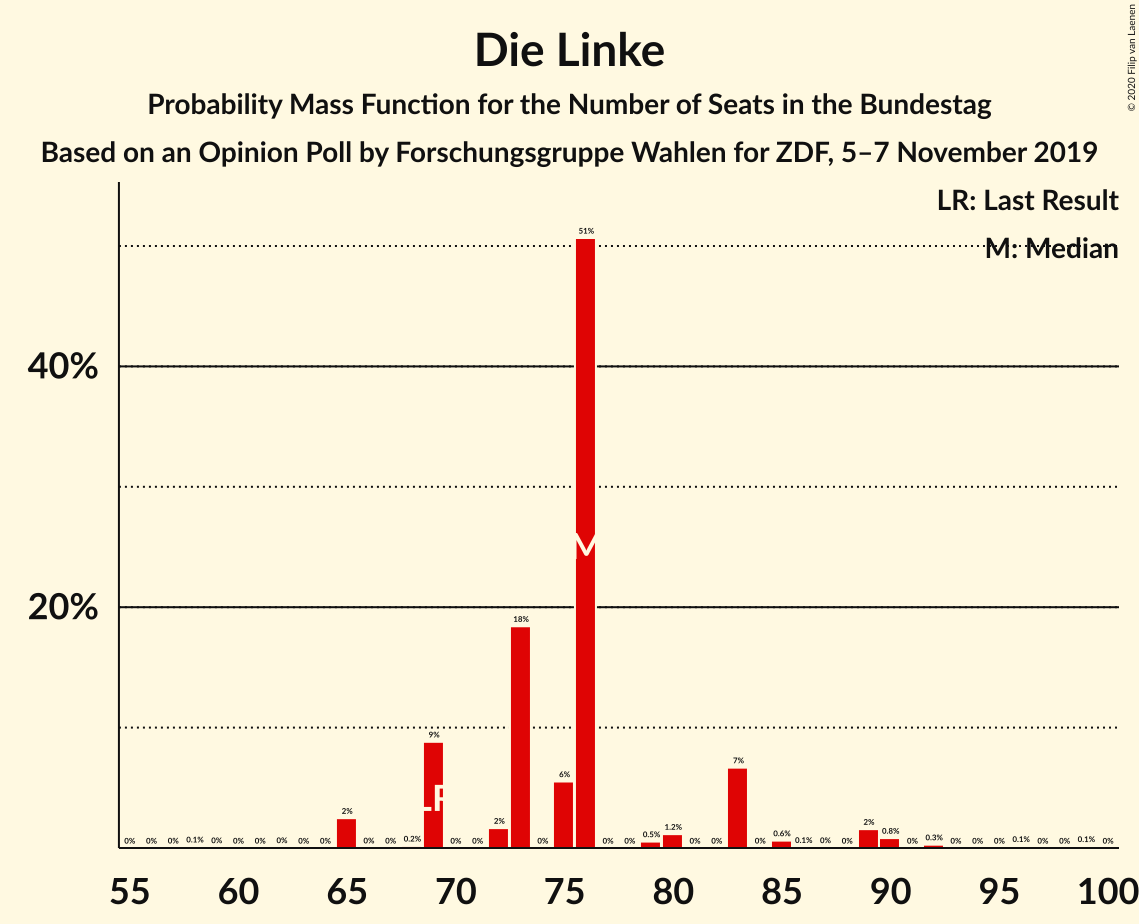 Die Linke
Probability Mass Function for the Number of Seats in the Bundestag
Based on an Opinion Poll by Forschungsgruppe Wahlen for ZDF, 5–7 November 2019
© 2020 Filip van Laenen
LR: Last Result
M: Median
40%
20%
0% 0% 0% 0.1% 0% 0% 0% 0% 0% 0% 2% 0% 0% 0.2% 9% 0% 0% 2% 18% 0% 6% 51% 0% 0% 0.5% 1.2% 0% 0% 7% 0% 0.6% 0.1% 0% 0% 2% 0.8% 0% 0.3% 0% 0% 0% 0.1% 0% 0% 0.1% 0%
LR
M
55 60 65 70 75 80 85 90 95 100